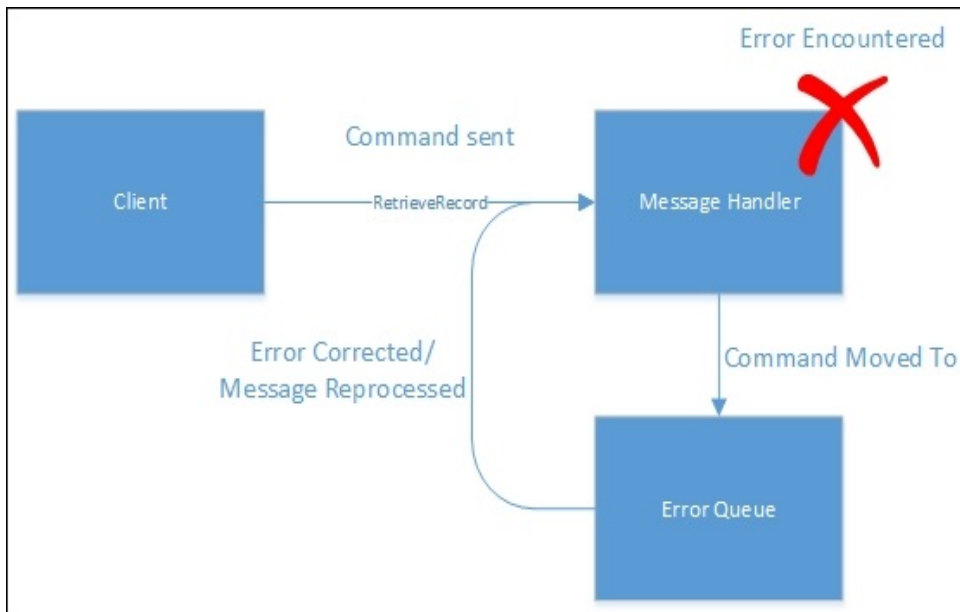 Error Encountered
Command sent
Client
RetrieveRecord
Message Handler
Error Corrected/
Message Reprocessed
Command Moved To
Error Queue